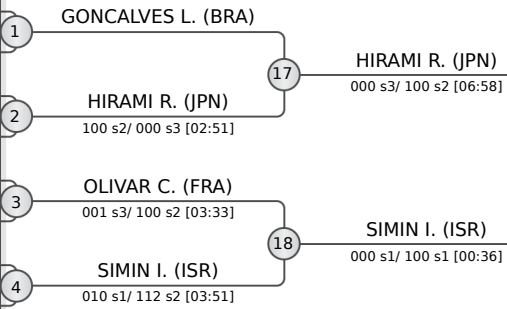 GONCALVES L. (BRA)
1
HIRAMI R. (JPN)
17
000 s3/ 100 s2 [06:58]
HIRAMI R. (JPN)
2
100 s2/ 000 s3 [02:51]
OLIVAR C. (FRA)
3
001 s3/ 100 s2 [03:33]
SIMIN I. (ISR)
18
000 s1/ 100 s1 [00:36]
SIMIN I. (ISR)
4
010 s1/ 112 s2 [03:51]